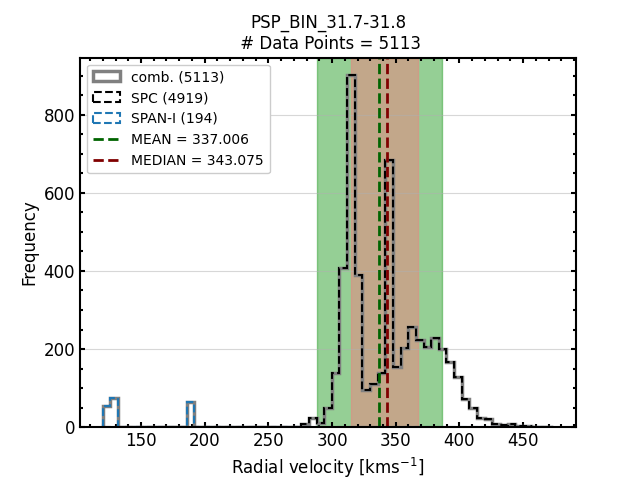 PSP_BIN_31.7-31.8
# Data Points = 5113
comb. (5113)
SPC (4919)
SPAN-I (194)
MEAN = 337.006
MEDIAN = 343.075
Frequency
800
600
400
200
0
150 200 250 300 350 400 450
Radial velocity [kms⁻¹]